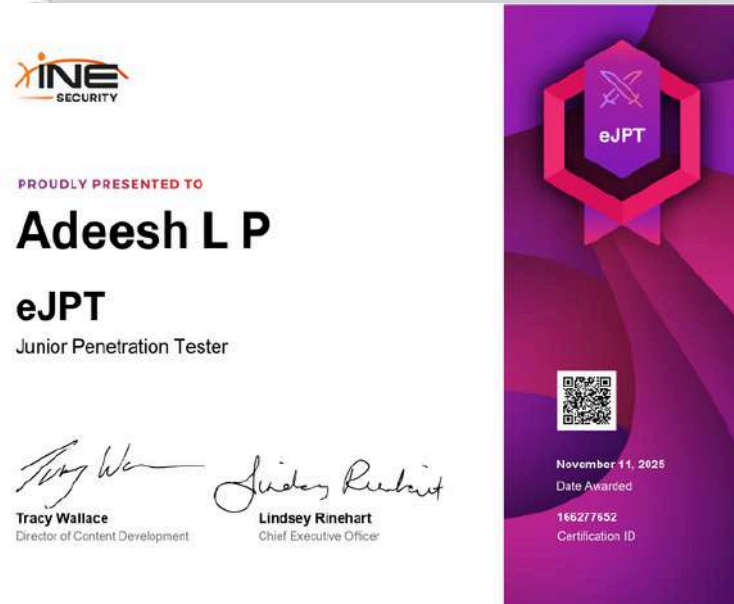 INE
SECURITY
PROUDLY PRESENTED TO
Adeesh L P
eJPT
Junior Penetration Tester
Tracy Wallace
Director of Content Development
Lindsey Rinehart
Chief Executive Officer
eJPT
November 11, 2025
Date Awarded
166277652
Certification ID